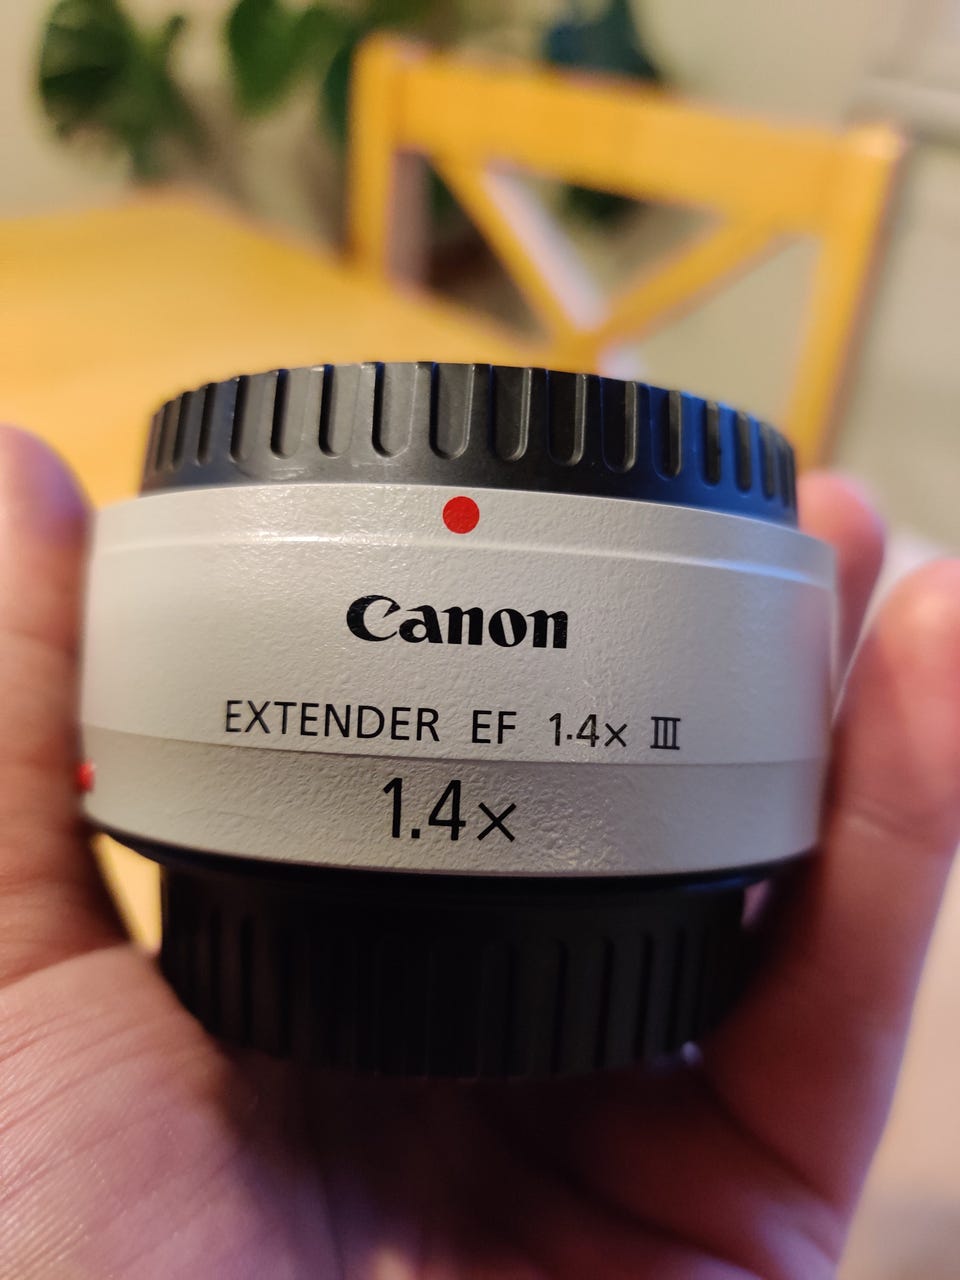 Canon
EXTENDER EF 1.4× III
1.4×